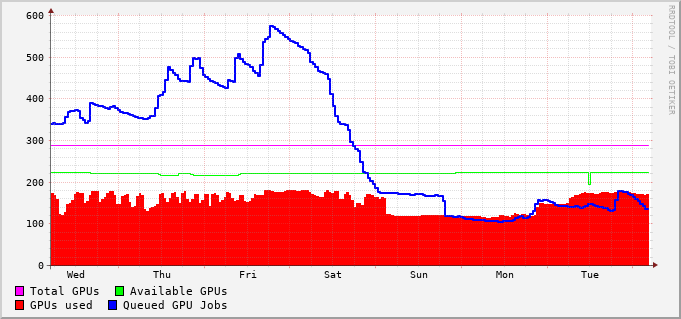 600
500
400
300
200
100
0
Wed Thu Fri Sat Sun Mon Tue
Total GPUs Available GPUs
GPUs used Queued GPU Jobs
RRDTOOL / TOBI OETIKER